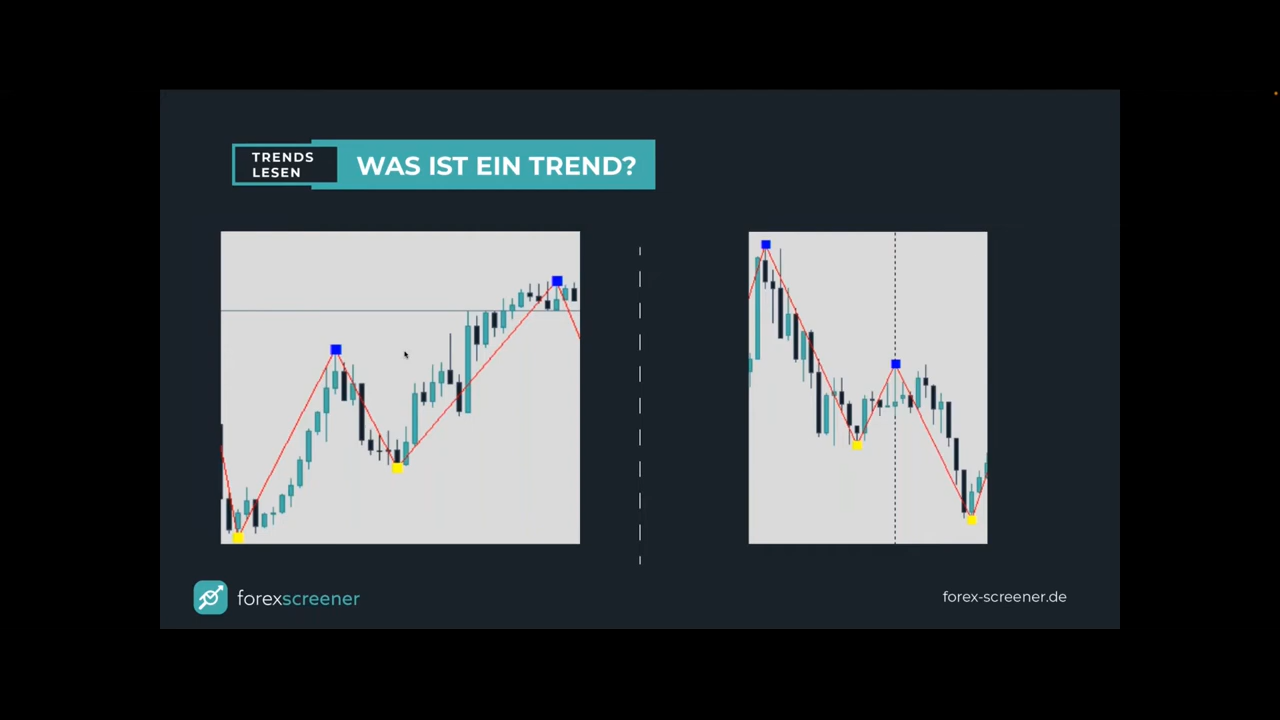 TRENDS
LESEN
WAS IST EIN TREND?
forexscreener
forex-screener.de